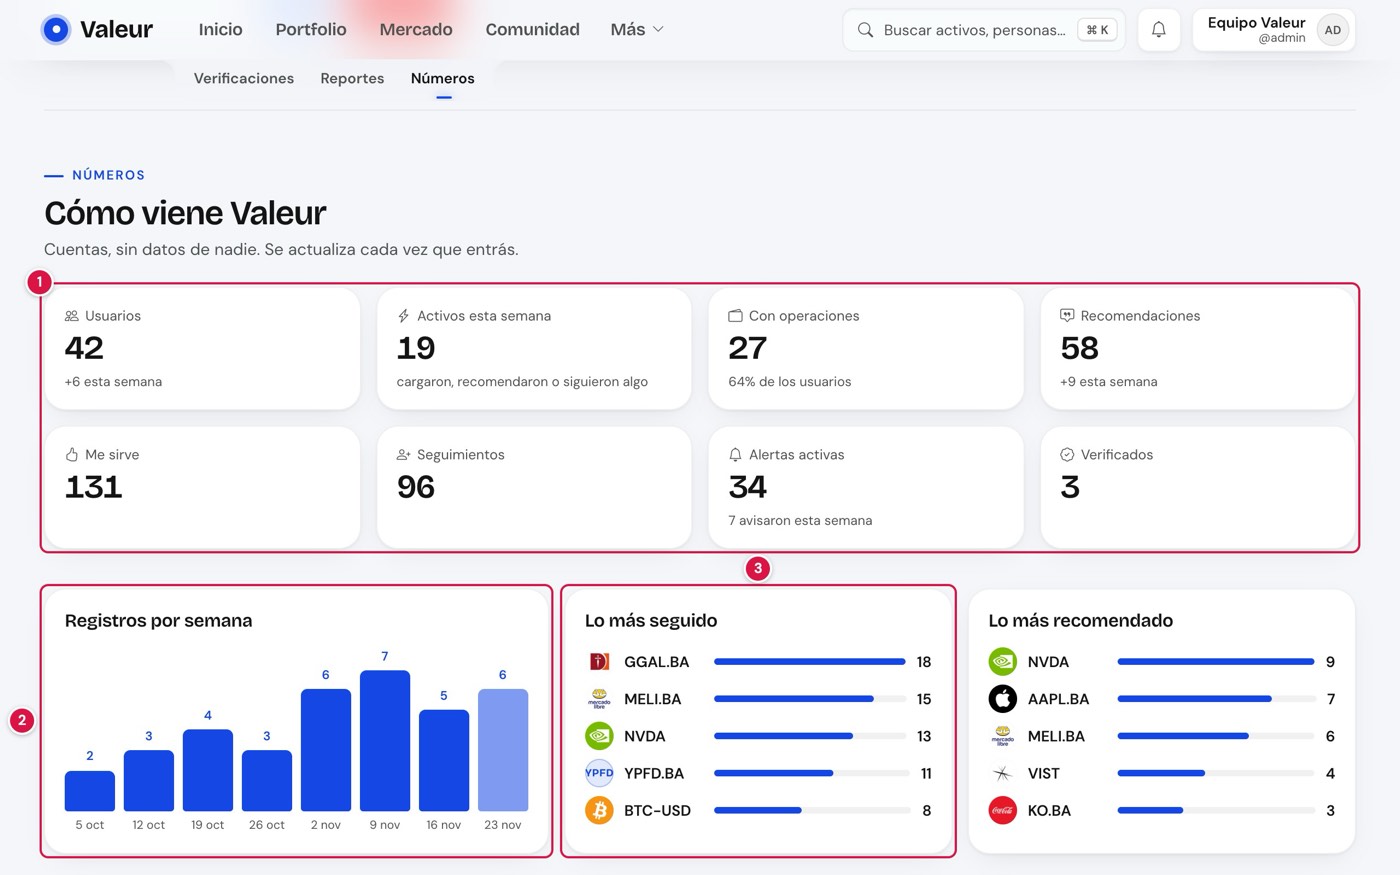 Valeur
Inicio
Portfolio
Mercado
Comunidad
Más
Buscar activos, personas...
⌘ K
Equipo Valeur
@admin
AD
Verificaciones
Reportes
Números
NÚMEROS
Cómo viene Valeur
Cuentas, sin datos de nadie. Se actualiza cada vez que entrás.
1
Usuarios
42
+6 esta semana
Activos esta semana
19
cargaron, recomendaron o siguieron algo
Con operaciones
27
64% de los usuarios
Recomendaciones
58
+9 esta semana
Me sirve
131
Seguimientos
96
Alertas activas
34
7 avisaron esta semana
Verificados
3
2
Registros por semana
2
3
4
3
6
7
5
6
5 oct
12 oct
19 oct
26 oct
2 nov
9 nov
16 nov
23 nov
3
Lo más seguido
GGAL.BA 18
mercado
libre
MELI.BA 15
NVDA 13
YPFD
YPFD.BA 11
BTC-USD 8
Lo más recomendado
NVDA 9
AAPL.BA 7
mercado
libre
MELI.BA 6
VIST 4
Coca-Cola
KO.BA 3